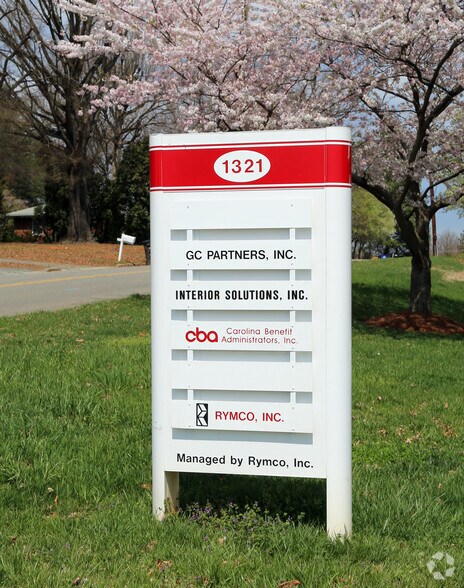 1321
GC PARTNERS, INC.
INTERIOR SOLUTIONS, INC.
cba Carolina Benefit
Administrators, Inc.
RYMCO, INC.
Managed by Rymco, Inc.